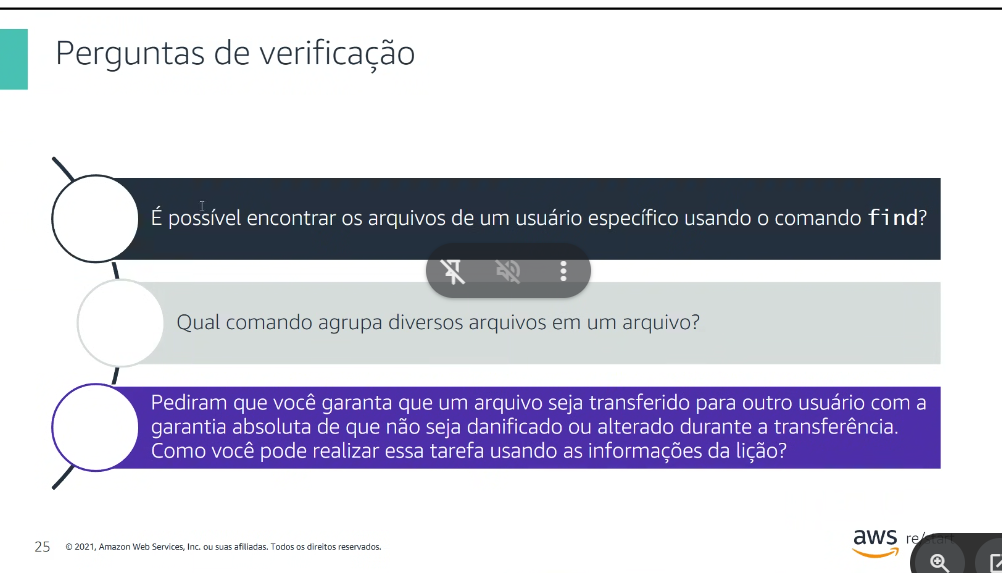 Perguntas de verificação
É possível encontrar os arquivos de um usuário específico usando o comando find?
Qual comando agrupa diversos arquivos em um arquivo?
Pediram que você garanta que um arquivo seja transferido para outro usuário com a
garantia absoluta de que não seja danificado ou alterado durante a transferência.
Como você pode realizar essa tarefa usando as informações da lição?
25 © 2021, Amazon Web Services, Inc. ou suas afiliadas. Todos os direitos reservados.
aws re/start